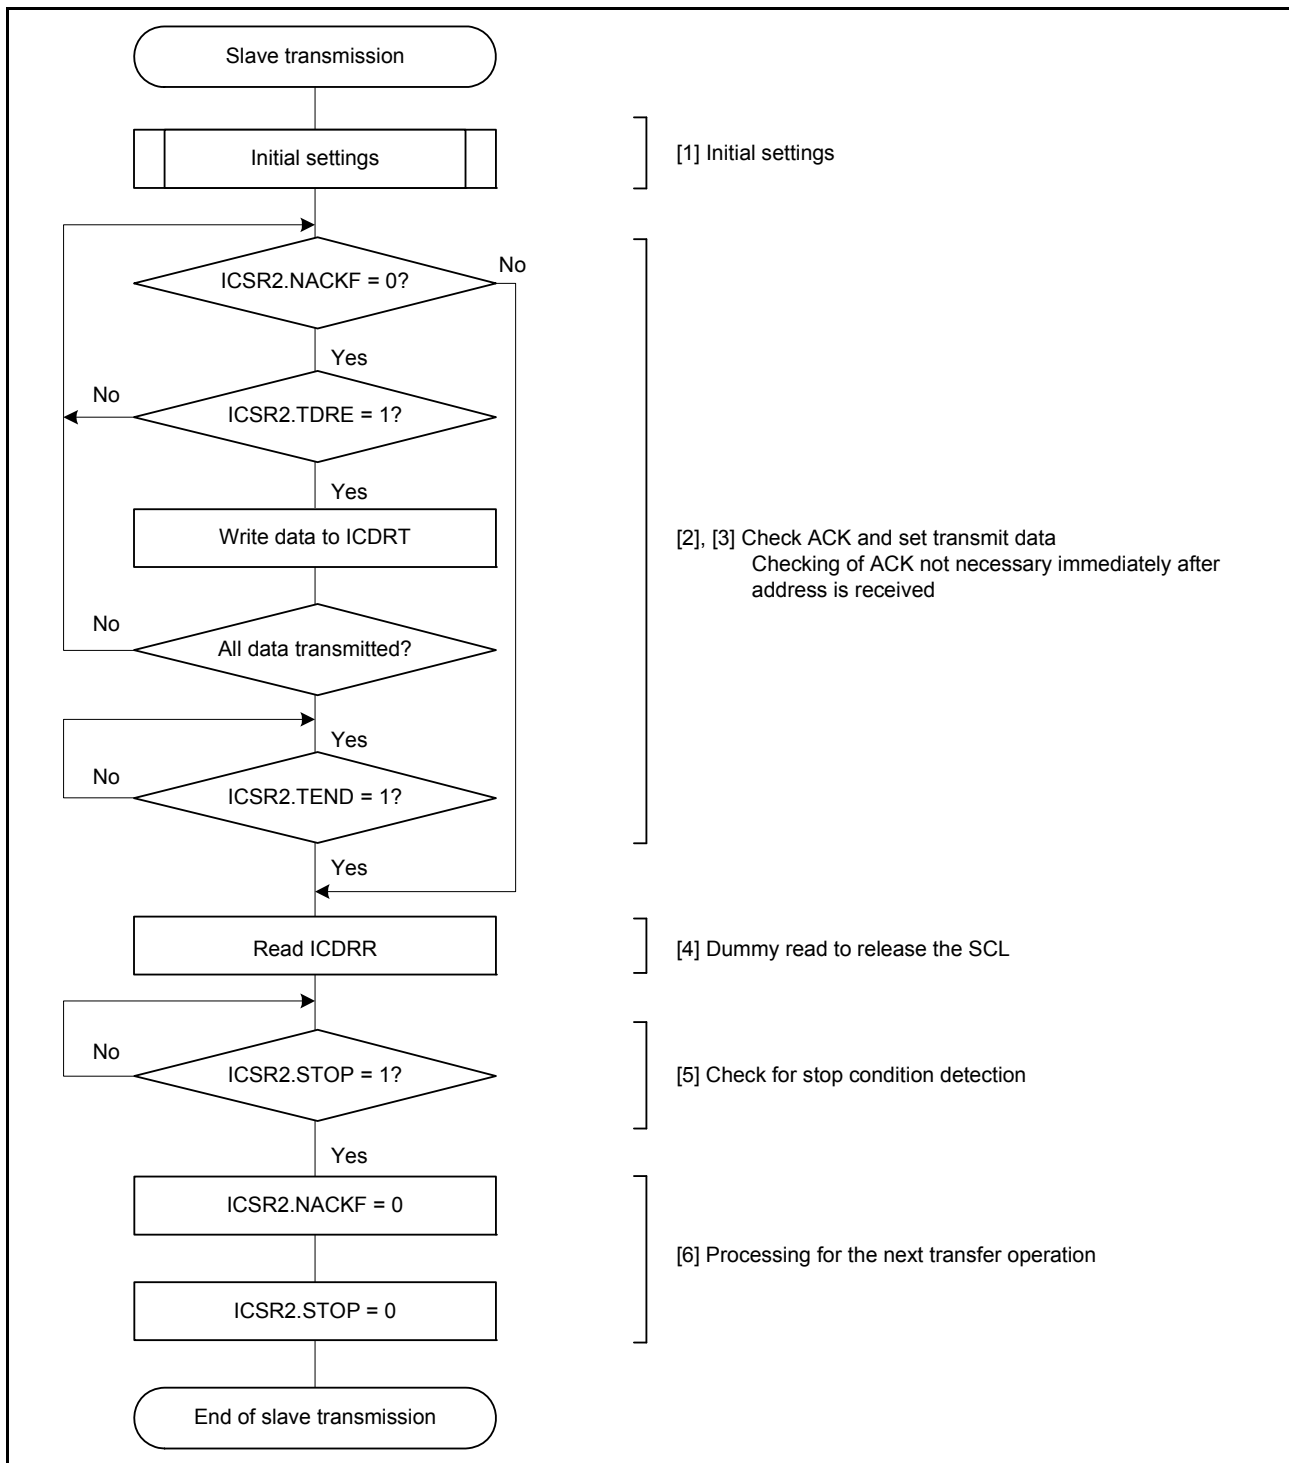 Slave transmission
Initial settings
[1] Initial settings
ICSR2.NACKF = 0?
No
Yes
No
ICSR2.TDRE = 1?
Yes
Write data to ICDRT
[2], [3] Check ACK and set transmit data
Checking of ACK not necessary immediately after
address is received
No
All data transmitted?
Yes
No
ICSR2.TEND = 1?
Yes
Read ICDRR
[4] Dummy read to release the SCL
No
ICSR2.STOP = 1?
[5] Check for stop condition detection
Yes
ICSR2.NACKF = 0
[6] Processing for the next transfer operation
ICSR2.STOP = 0
End of slave transmission